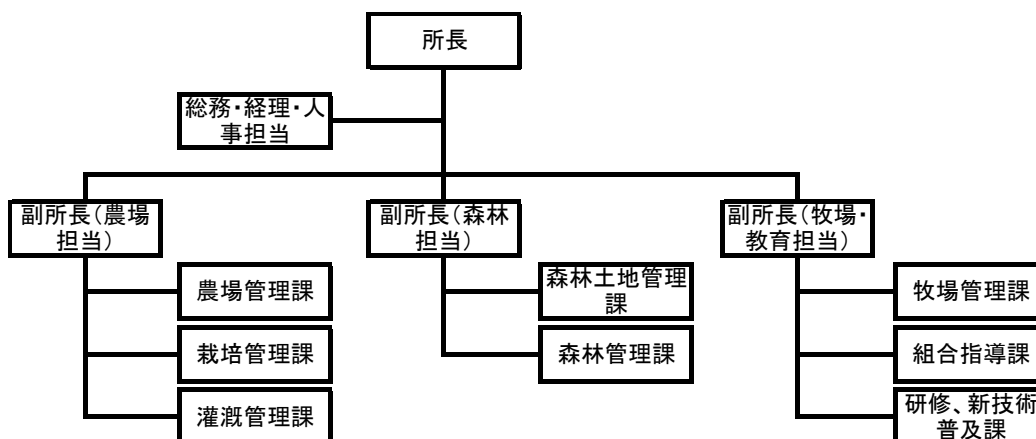 所長
総務・経理・人
事担当
副所長（農場
担当）
副所長（森林
担当）
副所長（牧場・
教育担当）
農場管理課
森林土地管理
課
牧場管理課
栽培管理課
森林管理課
組合指導課
灌漑管理課
研修、新技術
普及課